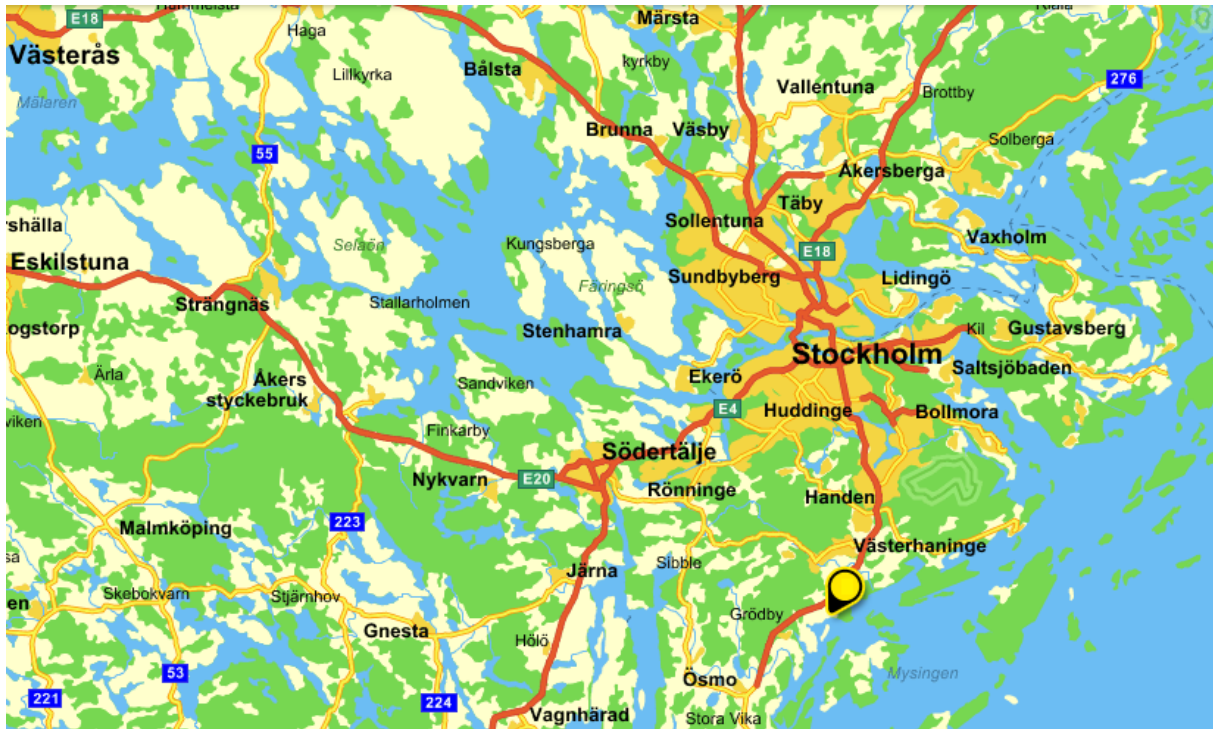 E18
Hammelsta
Märsta
Haga
Västerås
Bålsta
kyrkby
Lillkyrka
276
Vallentuna
Brottby
Mälaren
Brunna
Väsby
Solberga
55
Åkersberga
Täby
rshälla
Sollentuna
Vaxholm
Selaön
Kungsberga
E18
Eskilstuna
Sundbyberg
Lidingö
Färingsö
Strängnäs
Stallarholmen
ogstorp
Stenhamra
Kil
Gustavsberg
Stockholm
Saltsjöbaden
Ärla
Åkers
styckebruk
Sandviken
Ekerö
E4
Huddinge
Bollmora
viken
Finkarby
Södertälje
Nykvarn
E20
Rönninge
Handen
Malmköping
223
Västerhaninge
sa
Sibble
Järna
Skebokvarn
Stjärnhov
en
Grödby
Gnesta
Hölö
53
Ösmo
Mysingen
221
224
Vagnhärad
Stora Vika